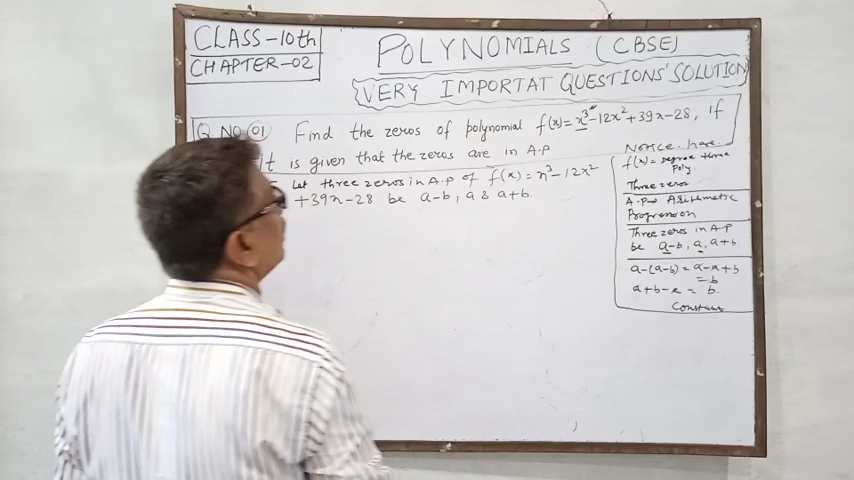 CLASS-10th
CHAPTER-02
POLYNOMIALS (CBSE)
VERY IMPORTAT QUESTIONS' SOLUTION
Q.NO 01 Find the zeros of polynomial f(x)=x³-12x²+39x-28, if
it is given that the zeros are in A.P
Let three zeros in A.P of f(x)=x³-12x²
+39x-28 be a-b, a & a+b
NOTICE here
f(x)= degree three
Poly.
Three zeros
A.P→ Arithmetic
Progression
Three zeros in A.P
be a-b, a, a+b
a-(a-b)=a-a+b
=b
a+b-a= b.
Constant